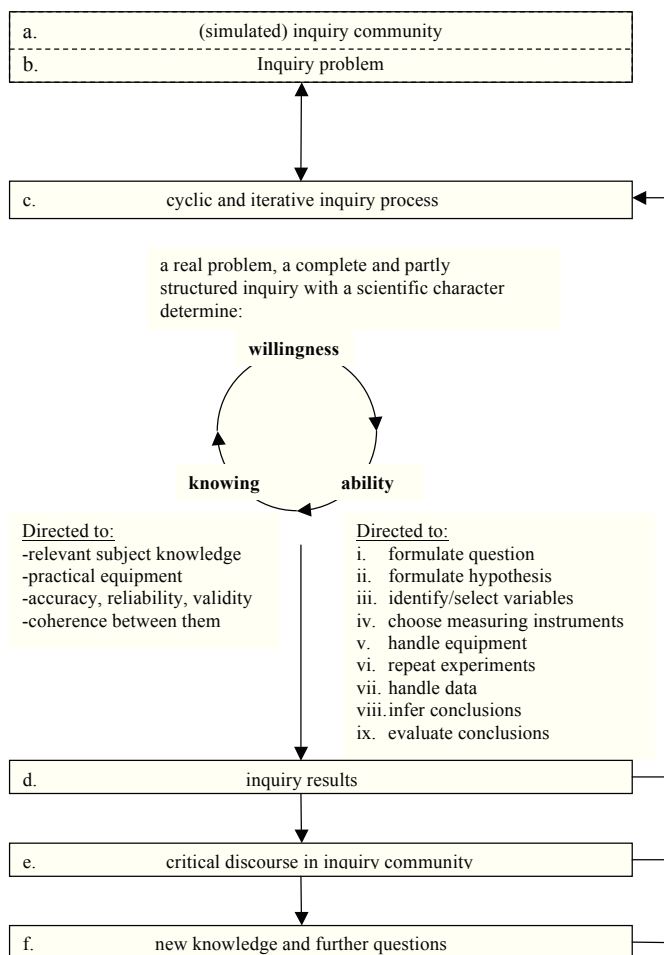 a. (simulated) inquiry community
b. Inquiry problem
c. cyclic and iterative inquiry process
a real problem, a complete and partly
structured inquiry with a scientific character
determine:
willingness
knowing
ability
Directed to:
-relevant subject knowledge
-practical equipment
-accuracy, reliability, validity
-coherence between them
Directed to:
i. formulate question
ii. formulate hypothesis
iii. identify/select variables
iv. choose measuring instruments
v. handle equipment
vi. repeat experiments
vii. handle data
viii. infer conclusions
ix. evaluate conclusions
d. inquiry results
e. critical discourse in inquiry community
f. new knowledge and further questions